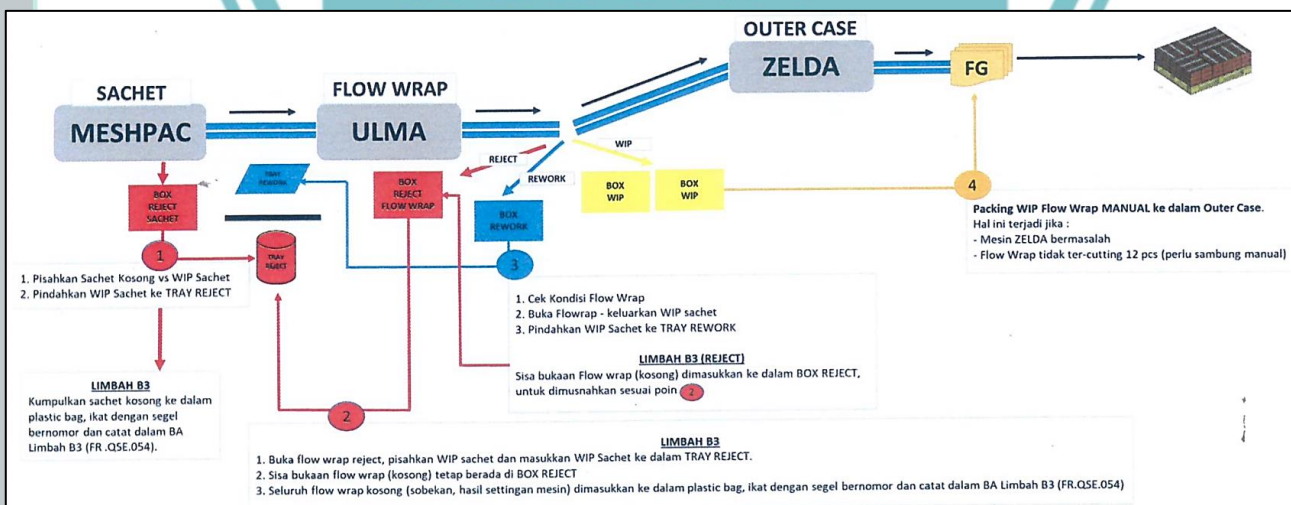 SACHET
MESHPAC
FLOW WRAP
ULMA
OUTER CASE
ZELDA
FG
REJECT
REWORK
WIP
BOX
REJECT
SACHET
TRAY
REWORK
TRAY
REJECT
BOX
REJECT
FLOW WRAP
BOX
REWORK
BOX
WIP
BOX
WIP
1
1. Pisahkan Sachet Kosong vs WIP Sachet
2. Pindahkan WIP Sachet ke TRAY REJECT
LIMBAH B3
Kumpulkan sachet kosong ke dalam
plastic bag, ikat dengan segel
bernomor dan catat dalam BA
Limbah B3 (FR .QSE.054).
3
1. Cek Kondisi Flow Wrap
2. Buka Flowrap - keluarkan WIP sachet
3. Pindahkan WIP Sachet ke TRAY REWORK
LIMBAH B3 (REJECT)
Sisa bukaan Flow wrap (kosong) dimasukkan ke dalam BOX REJECT,
untuk dimusnahkan sesuai poin 2
4
Packing WIP Flow Wrap MANUAL ke dalam Outer Case.
Hal ini terjadi jika :
- Mesin ZELDA bermasalah
- Flow Wrap tidak ter-cutting 12 pcs (perlu sambung manual)
2
LIMBAH B3
1. Buka flow wrap reject, pisahkan WIP sachet dan masukkan WIP Sachet ke dalam TRAY REJECT.
2. Sisa bukaan flow wrap (kosong) tetap berada di BOX REJECT
3. Seluruh flow wrap kosong (sobekan, hasil settingan mesin) dimasukkan ke dalam plastic bag, ikat dengan segel bernomor dan catat dalam BA Limbah B3 (FR.QSE.054)